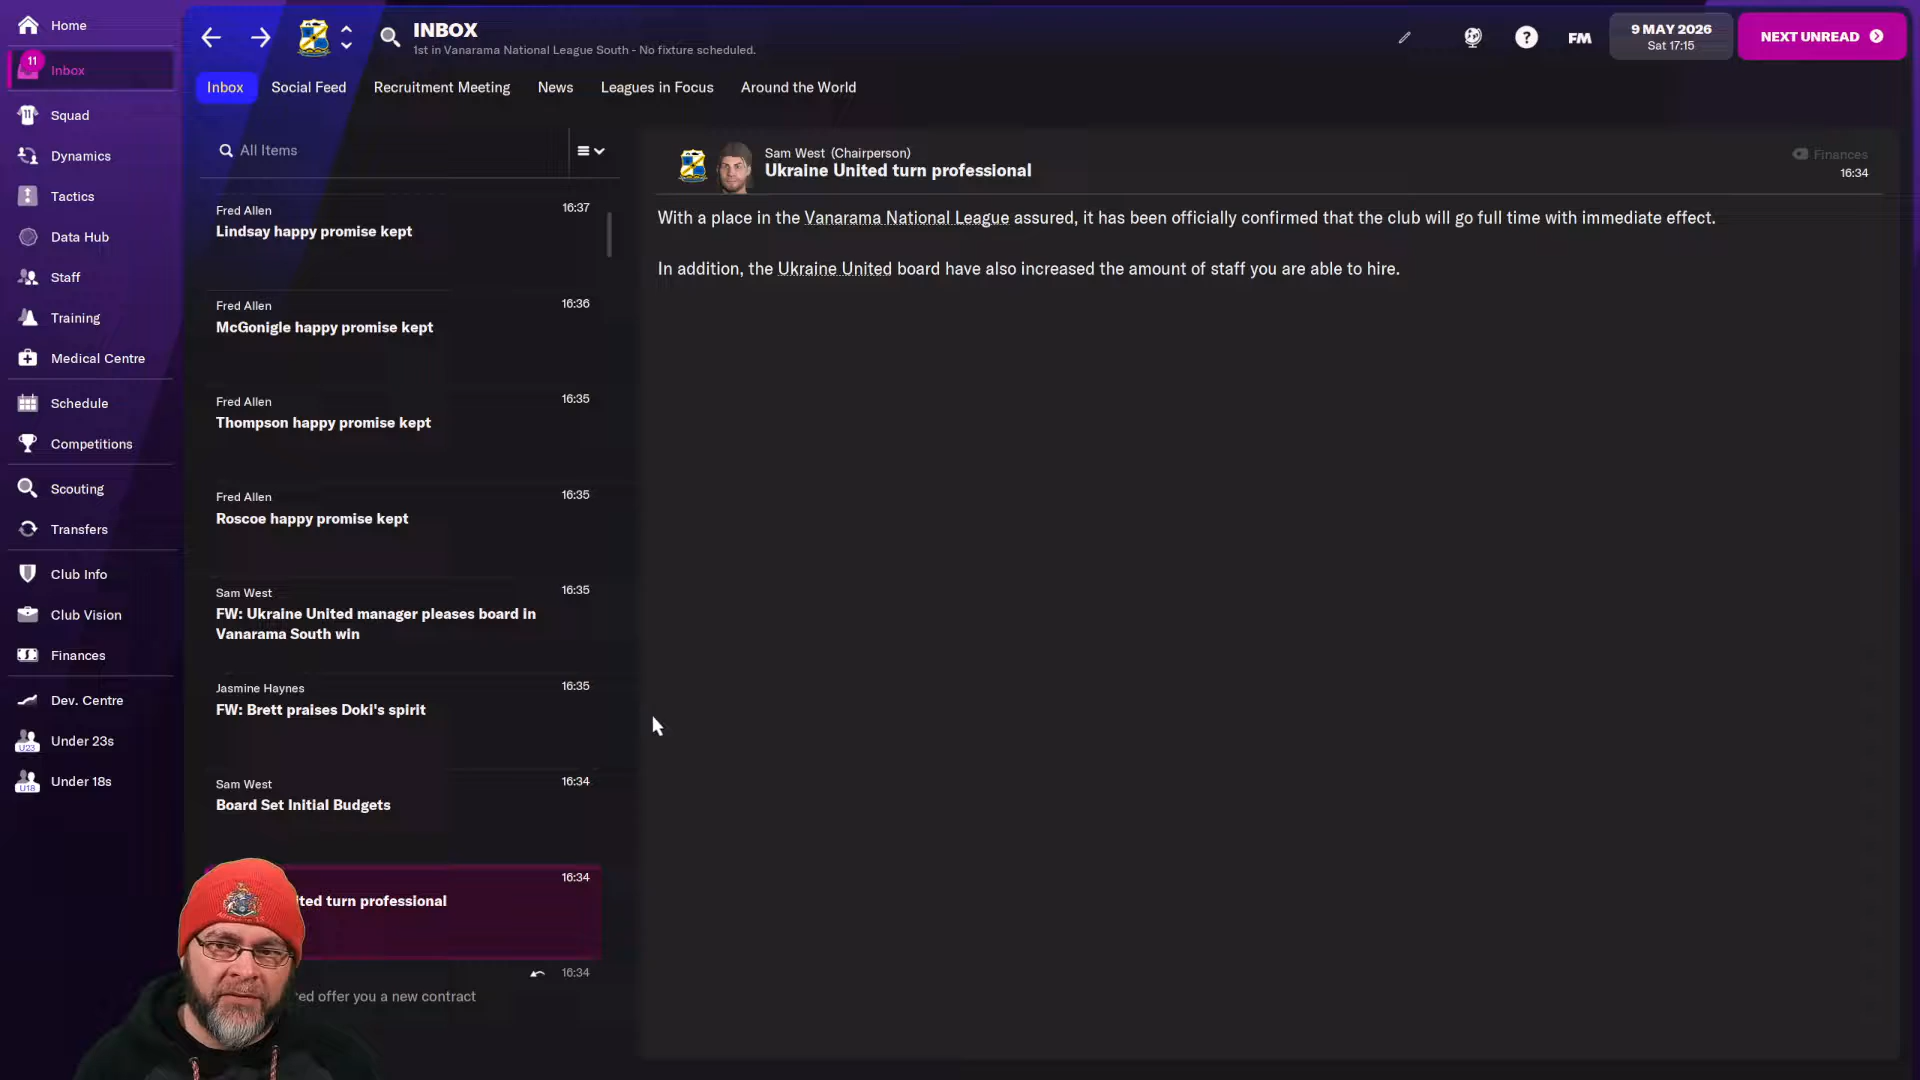 Home
11
Inbox
Squad
Dynamics
Tactics
Data Hub
Staff
Training
Medical Centre
Schedule
Competitions
Scouting
Transfers
Club Info
Club Vision
Finances
Dev. Centre
U23
Under 23s
U18
Under 18s
INBOX
1st in Vanarama National League South - No fixture scheduled.
?
FM
9 MAY 2026
Sat 17:15
NEXT UNREAD
Inbox
Social Feed
Recruitment Meeting
News
Leagues in Focus
Around the World
All Items
Fred Allen
16:37
Lindsay happy promise kept
Fred Allen
16:36
McGonigle happy promise kept
Fred Allen
16:35
Thompson happy promise kept
Fred Allen
16:35
Roscoe happy promise kept
Sam West
16:35
FW: Ukraine United manager pleases board in
Vanarama South win
Jasmine Haynes
16:35
FW: Brett praises Doki's spirit
Sam West
16:34
Board Set Initial Budgets
16:34
ted turn professional
16:34
ed offer you a new contract
Sam West (Chairperson)
Ukraine United turn professional
Finances
16:34
With a place in the Vanarama National League assured, it has been officially confirmed that the club will go full time with immediate effect.
In addition, the Ukraine United board have also increased the amount of staff you are able to hire.